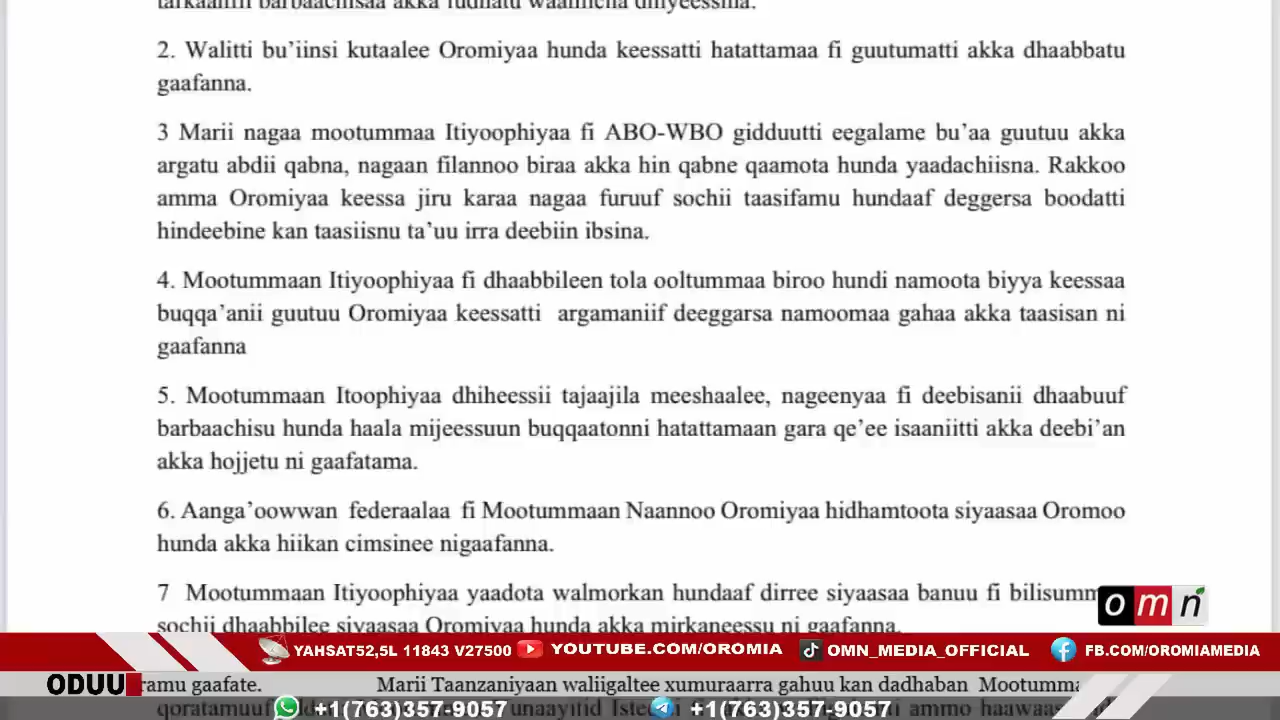 tarkaanfii barbaachisaa akka fudhatu waamicha dhiyeessina.
2. Walitti bu’iinsi kutaalee Oromiyaa hunda keessatti hatattamaa fi guutumatti akka dhaabbatu
gaafanna.
3 Marii nagaa mootummaa Itiyoophiyaa fi ABO-WBO gidduutti eegalame bu’aa guutuu akka
argatu abdii qabna, nagaan filannoo biraa akka hin qabne qaamota hunda yaadachiisna. Rakkoo
amma Oromiyaa keessa jiru karaa nagaa furuuf sochii taasifamu hundaaf deggersa boodatti
hindeebine kan taasiisnu ta’uu irra deebiin ibsina.
4. Mootummaan Itiyoophiyaa fi dhaabbileen tola ooltummaa biroo hundi namoota biyya keessaa
buqqa’anii guutuu Oromiyaa keessatti argamaniif deeggarsa namoomaa gahaa akka taasisan ni
gaafanna
5. Mootummaan Itoophiyaa dhiheessii tajaajila meeshaalee, nageenyaa fi deebisanii dhaabuuf
barbaachisu hunda haala mijeessuun buqqaatonni hatattamaan gara qe’ee isaaniitti akka deebi’an
akka hojjetu ni gaafatama.
6. Aanga’oowwan federaalaa fi Mootummaan Naannoo Oromiyaa hidhamtoota siyaasaa Oromoo
hunda akka hiikan cimsinee nigaafanna.
7 Mootummaan Itiyoophiyaa yaadota walmorkan hundaaf dirree siyaasaa banuu fi
sochii dhaabbilee siyaasaa Oromiyaa hunda akka mirkaneessu ni gaafanna.
omn
YAHSAT52,5L 11843 V27500 YOUTUBE.COM/OROMIA OMN_MEDIA_OFFICIAL FB.COM/OROMIAMEDIA
ODUU gaafate. Marii Taanzaniyaan waliigaltee xumuraarra gahuu kan dadhaban
+1(763)357-9057 +1(763)357-9057 ammo